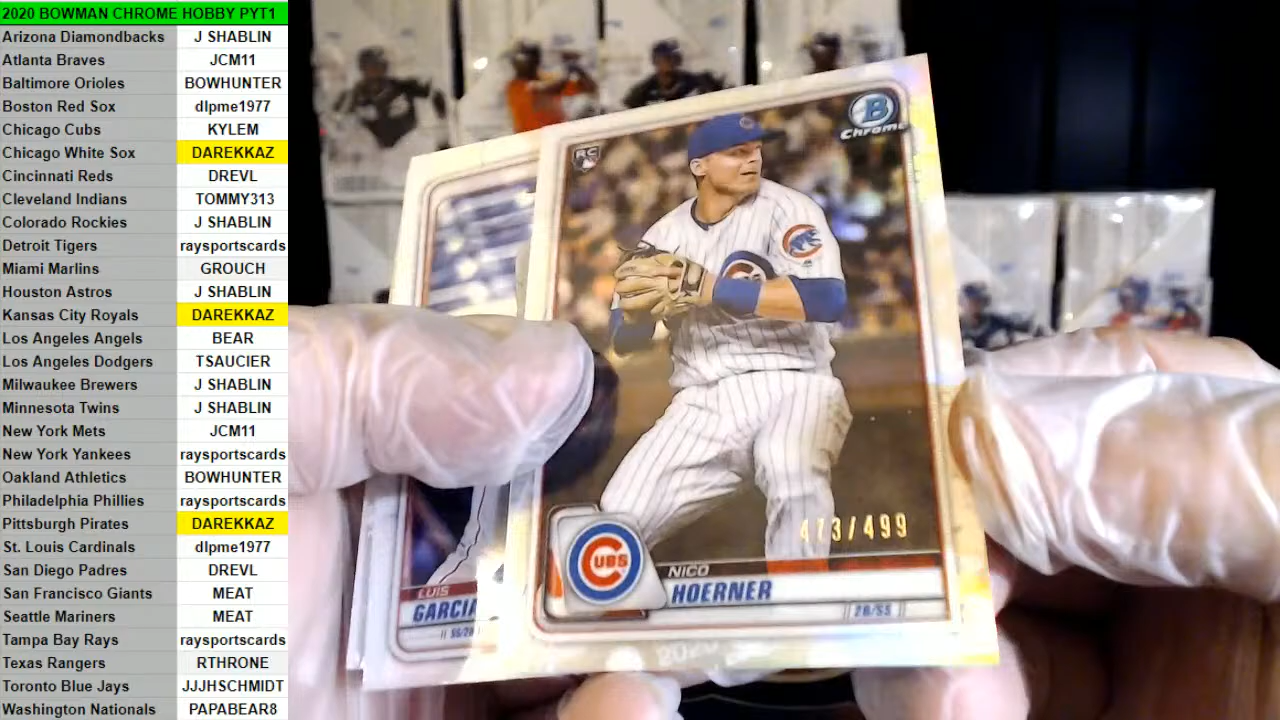 2020 BOWMAN CHROME HOBBY PYT1
Arizona Diamondbacks J SHABLIN
Atlanta Braves JCM11
Baltimore Orioles BOWHUNTER
Boston Red Sox dlpme1977
Chicago Cubs KYLEM
Chicago White Sox DAREKKAZ
Cincinnati Reds DREVL
Cleveland Indians TOMMY313
Colorado Rockies J SHABLIN
Detroit Tigers raysportscards
Miami Marlins GROUCH
Houston Astros J SHABLIN
Kansas City Royals DAREKKAZ
Los Angeles Angels BEAR
Los Angeles Dodgers TSAUCIER
Milwaukee Brewers J SHABLIN
Minnesota Twins J SHABLIN
New York Mets JCM11
New York Yankees raysportscards
Oakland Athletics BOWHUNTER
Philadelphia Phillies raysportscards
Pittsburgh Pirates DAREKKAZ
St. Louis Cardinals dlpme1977
San Diego Padres DREVL
San Francisco Giants MEAT
Seattle Mariners MEAT
Tampa Bay Rays raysportscards
Texas Rangers RTHRONE
Toronto Blue Jays JJJHSCHMIDT
Washington Nationals PAPABEAR8
RC
B
Chrome
473/499
CUBS
NICO
HOERNER
2B/SS
LUIS
GARCIA
SS/2B